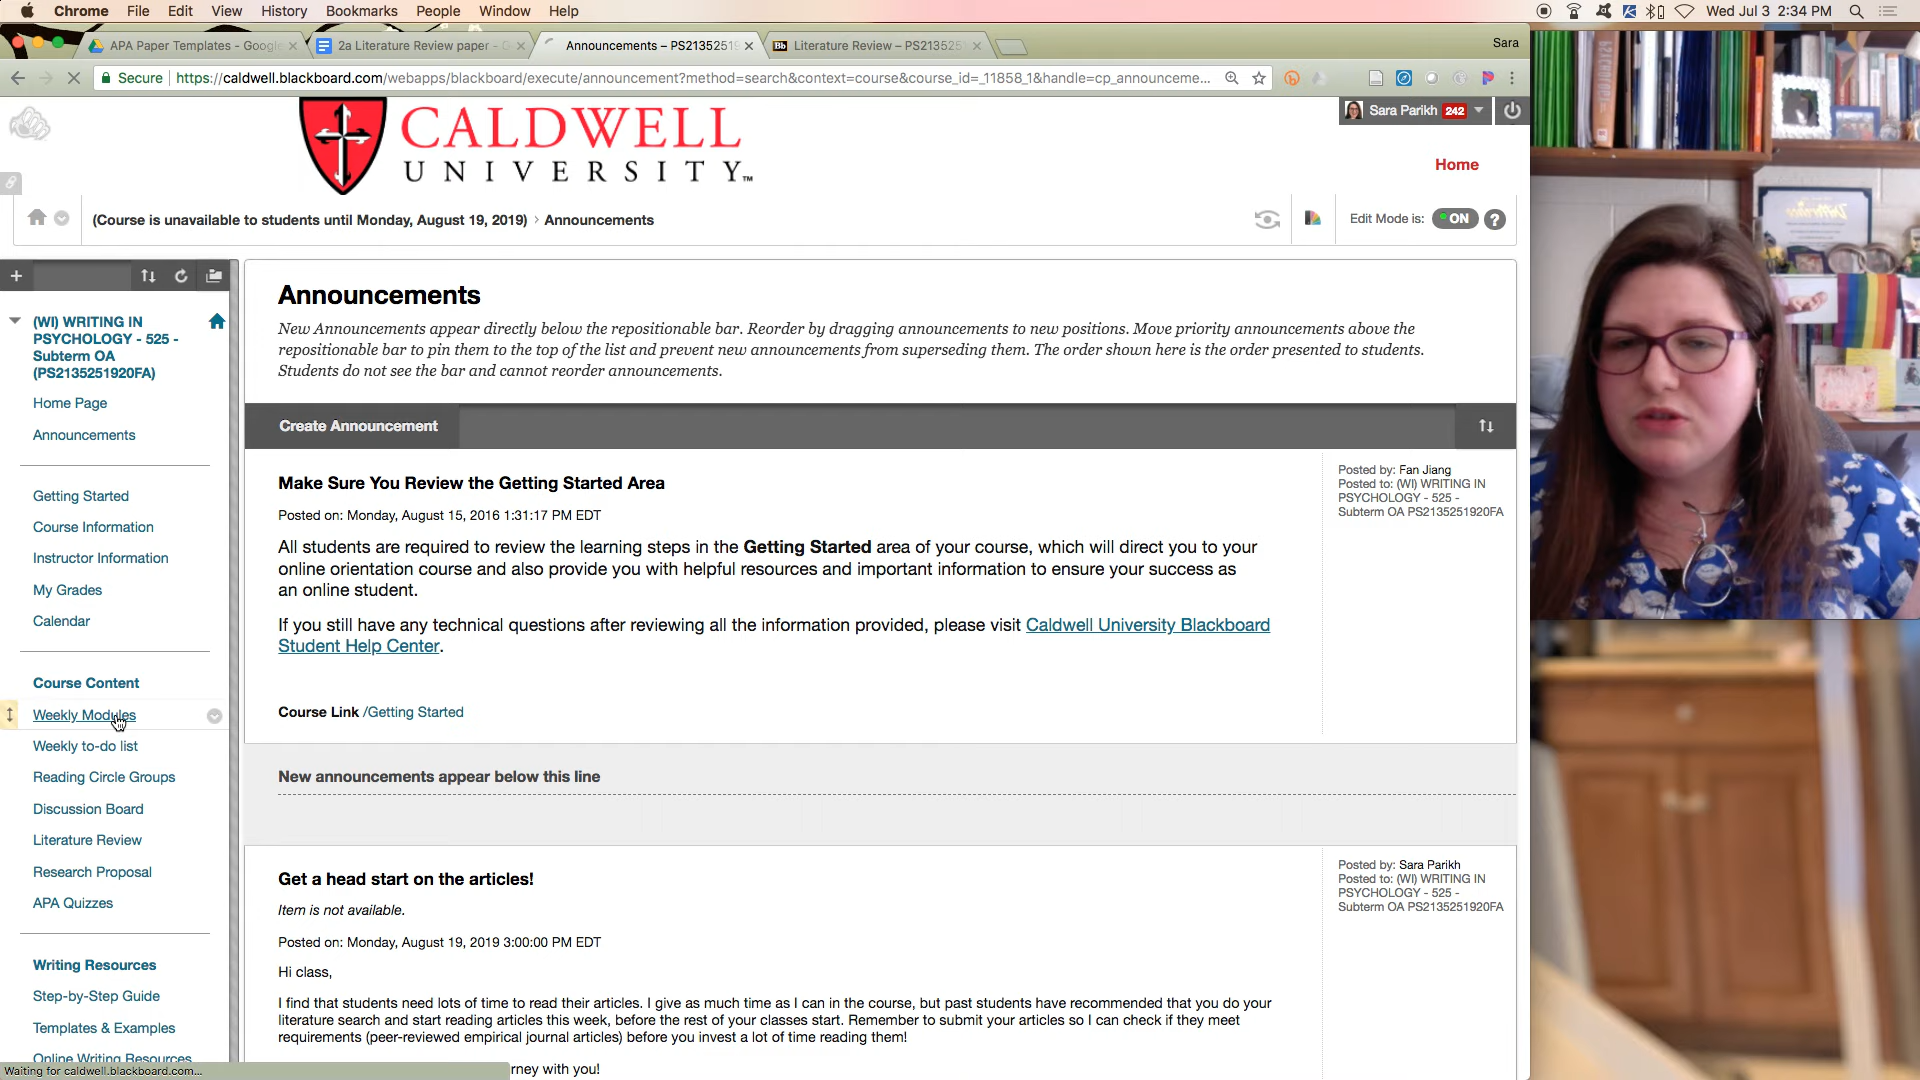 Chrome File Edit View History Bookmarks People Window Help Wed Jul 3 2:34 PM
APA Paper Templates - Google
2a Literature Review paper - G
Announcements – PS21352519
Bb Literature Review – PS213525
Sara
Secure https://caldwell.blackboard.com/webapps/blackboard/execute/announcement?method=search&context=course&course_id=_11858_1&handle=cp_announceme...
CALDWELL
UNIVERSITY™
Sara Parikh 242
Home
(Course is unavailable to students until Monday, August 19, 2019) > Announcements
Edit Mode is: ON ?
(WI) WRITING IN
PSYCHOLOGY - 525 -
Subterm OA
(PS2135251920FA)
Home Page
Announcements
Getting Started
Course Information
Instructor Information
My Grades
Calendar
Course Content
Weekly Modules
Weekly to-do list
Reading Circle Groups
Discussion Board
Literature Review
Research Proposal
APA Quizzes
Writing Resources
Step-by-Step Guide
Templates & Examples
Online Writing Resources
Waiting for caldwell.blackboard.com...
Announcements
New Announcements appear directly below the repositionable bar. Reorder by dragging announcements to new positions. Move priority announcements above the
repositionable bar to pin them to the top of the list and prevent new announcements from superseding them. The order shown here is the order presented to students.
Students do not see the bar and cannot reorder announcements.
Create Announcement
Make Sure You Review the Getting Started Area
Posted on: Monday, August 15, 2016 1:31:17 PM EDT
All students are required to review the learning steps in the Getting Started area of your course, which will direct you to your
online orientation course and also provide you with helpful resources and important information to ensure your success as
an online student.
If you still have any technical questions after reviewing all the information provided, please visit Caldwell University Blackboard
Student Help Center.
Course Link /Getting Started
Posted by: Fan Jiang
Posted to: (WI) WRITING IN
PSYCHOLOGY - 525 -
Subterm OA PS2135251920FA
New announcements appear below this line
Get a head start on the articles!
Item is not available.
Posted on: Monday, August 19, 2019 3:00:00 PM EDT
Hi class,
I find that students need lots of time to read their articles. I give as much time as I can in the course, but past students have recommended that you do your
literature search and start reading articles this week, before the rest of your classes start. Remember to submit your articles so I can check if they meet
requirements (peer-reviewed empirical journal articles) before you invest a lot of time reading them!
rney with you!
Posted by: Sara Parikh
Posted to: (WI) WRITING IN
PSYCHOLOGY - 525 -
Subterm OA PS2135251920FA